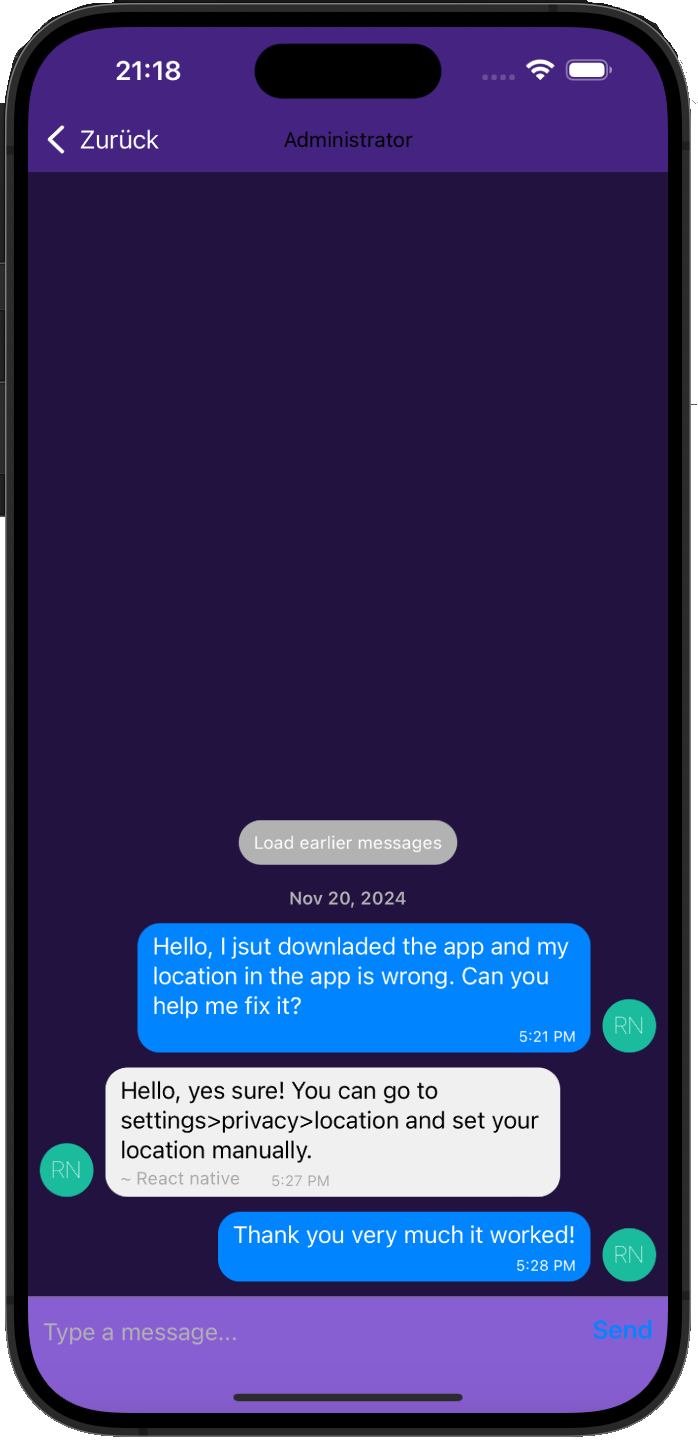 21:18
Zurück
Administrator
Load earlier messages
Nov 20, 2024
Hello, I jsut downladed the app and my
location in the app is wrong. Can you
help me fix it?
5:21 PM
RN
Hello, yes sure! You can go to
settings>privacy>location and set your
location manually.
~ React native
5:27 PM
RN
Thank you very much it worked!
5:28 PM
RN
Type a message...
Send